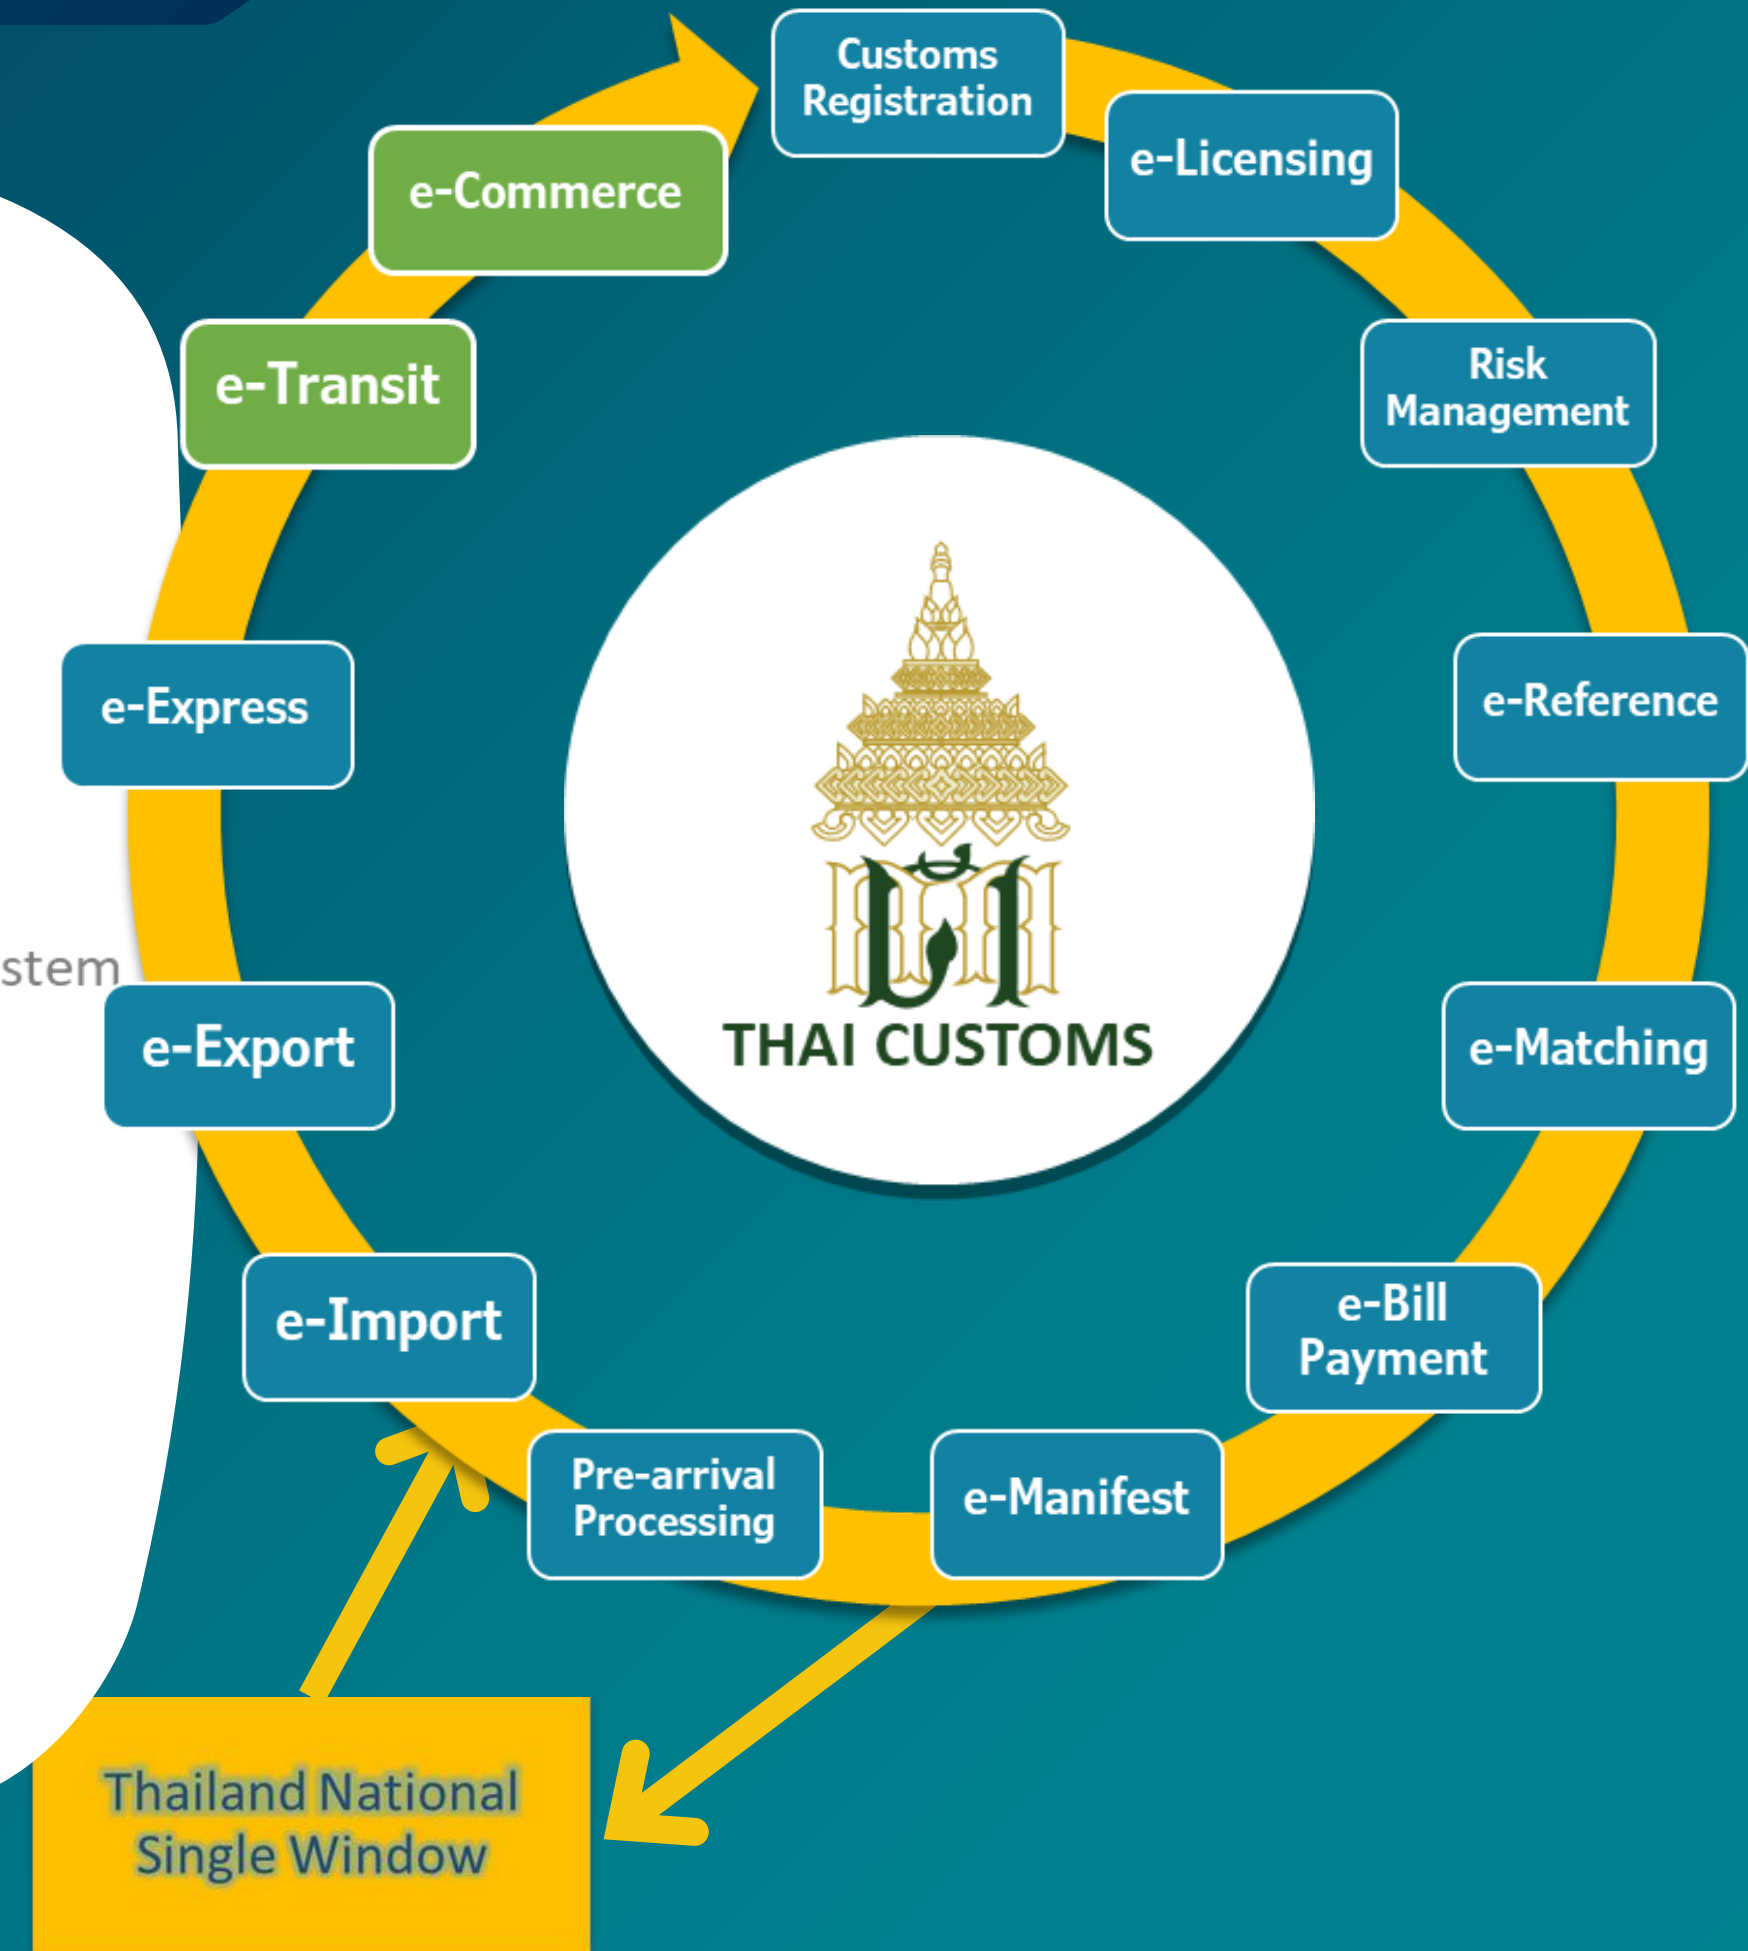 Customs
Registration
e-Licensing
e-Commerce
Risk
Management
e-Transit
e-Reference
e-Express
stem
e-Matching
e-Export
THAI CUSTOMS
e-Import
e-Bill
Payment
Pre-arrival
Processing
e-Manifest
Thailand National
Single Window